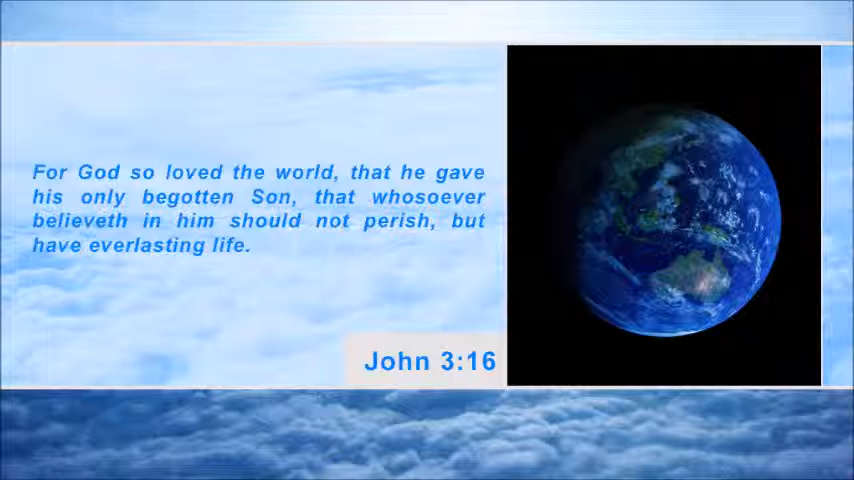 For God so loved the world, that he gave
his only begotten Son, that whosoever
believeth in him should not perish, but
have everlasting life.
John 3:16